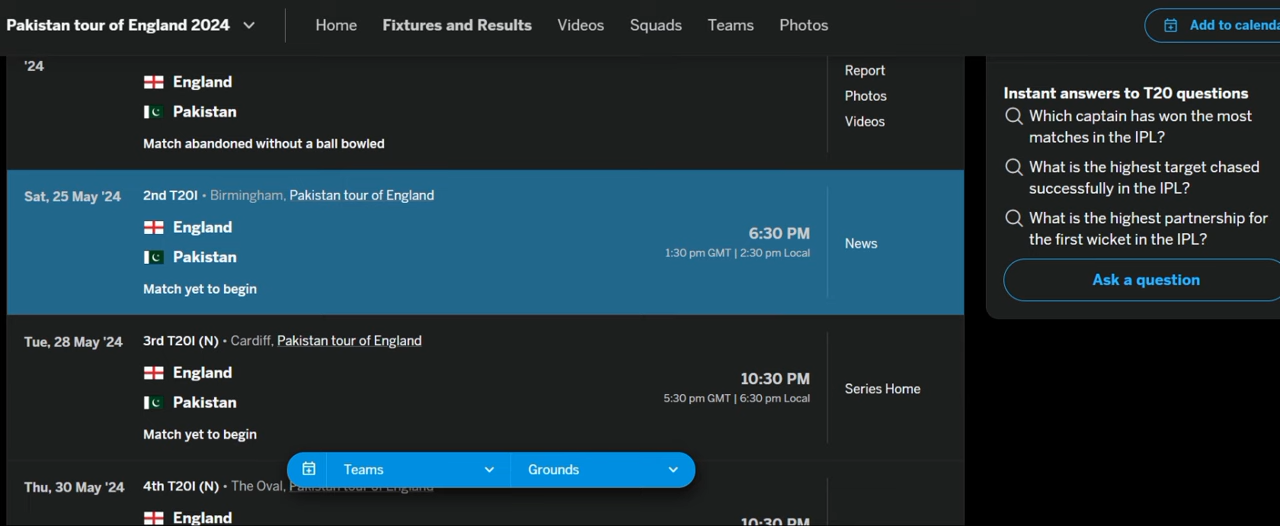 Pakistan tour of England 2024
Home
Fixtures and Results
Videos
Squads
Teams
Photos
Add to calenda
'24
England
Pakistan
Match abandoned without a ball bowled
Report
Photos
Videos
Sat, 25 May '24
2nd T20I • Birmingham, Pakistan tour of England
England
Pakistan
Match yet to begin
6:30 PM
1:30 pm GMT | 2:30 pm Local
News
Tue, 28 May '24
3rd T20I (N) • Cardiff, Pakistan tour of England
England
Pakistan
Match yet to begin
10:30 PM
5:30 pm GMT | 6:30 pm Local
Series Home
Teams
Grounds
Thu, 30 May '24
4th T20I (N) • The Oval, Pakistan tour of England
England
10:30 PM
Instant answers to T20 questions
Which captain has won the most
matches in the IPL?
What is the highest target chased
successfully in the IPL?
What is the highest partnership for
the first wicket in the IPL?
Ask a question